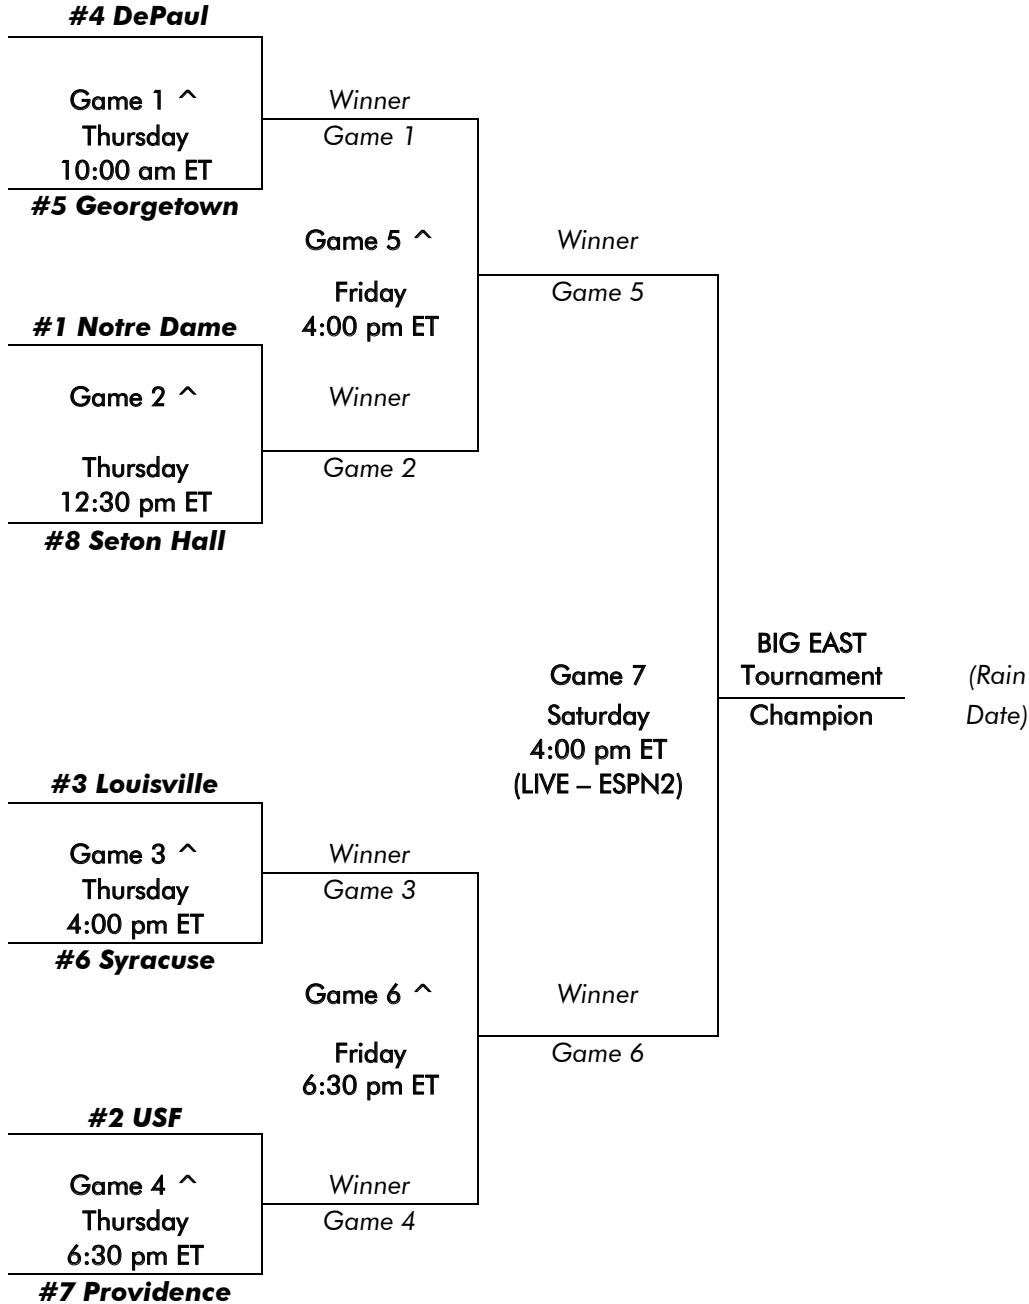 #4 DePaul
Game 1 ^
Thursday
10:00 am ET
#5 Georgetown
Winner
Game 1
Game 5 ^
Friday
4:00 pm ET
Winner
Game 5
#1 Notre Dame
Game 2 ^
Thursday
12:30 pm ET
#8 Seton Hall
Winner
Game 2
Game 7
Saturday
4:00 pm ET
(LIVE – ESPN2)
BIG EAST
Tournament
Champion
(Rain
Date)
#3 Louisville
Game 3 ^
Thursday
4:00 pm ET
#6 Syracuse
Winner
Game 3
Game 6 ^
Friday
6:30 pm ET
Winner
Game 6
#2 USF
Game 4 ^
Thursday
6:30 pm ET
#7 Providence
Winner
Game 4